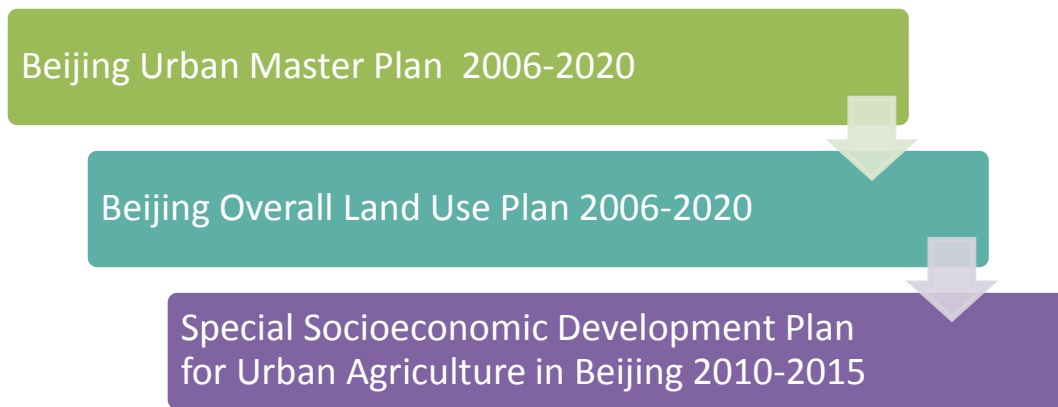 Beijing Urban Master Plan 2006-2020
Beijing Overall Land Use Plan 2006-2020
Special Socioeconomic Development Plan
for Urban Agriculture in Beijing 2010-2015